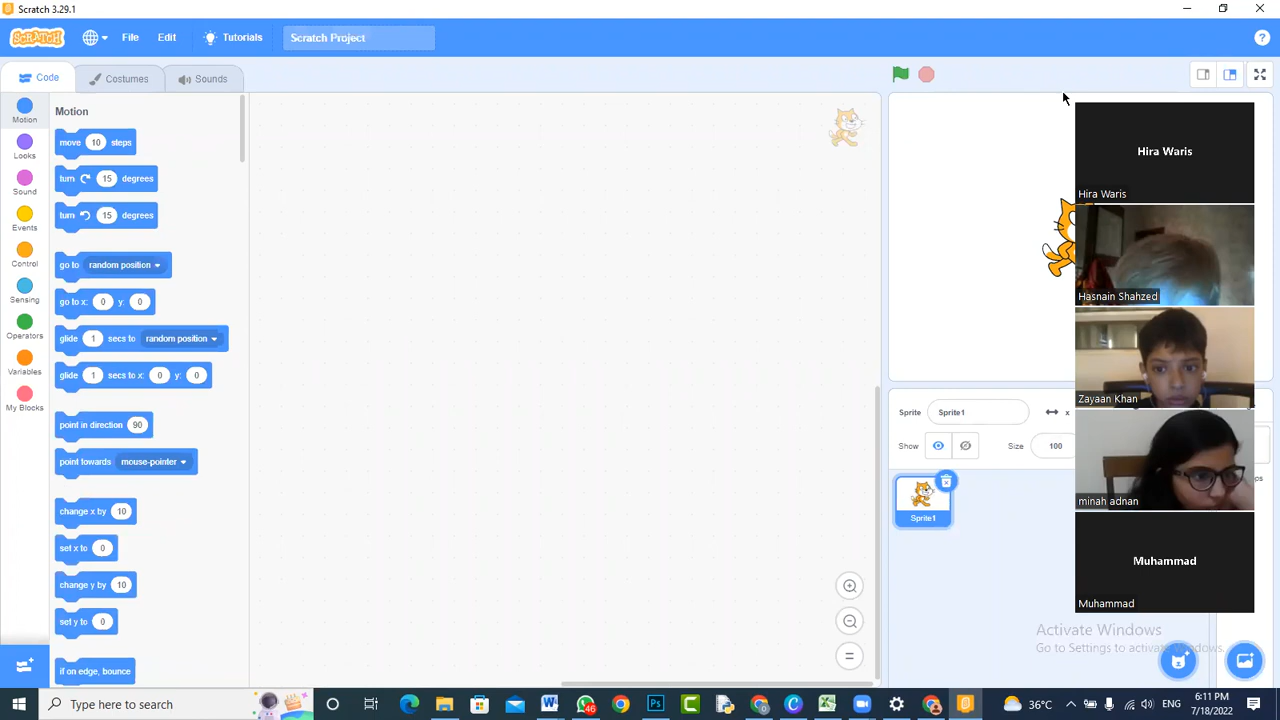 Scratch 3.29.1
SCRATCH
File
Edit
Tutorials
Scratch Project
?
Code
Costumes
Sounds
Motion
Looks
Sound
Events
Control
Sensing
Operators
Variables
My Blocks
Motion
move 10 steps
turn 15 degrees
turn 15 degrees
go to random position
go to x: 0 y: 0
glide 1 secs to random position
glide 1 secs to x: 0 y: 0
point in direction 90
point towards mouse-pointer
change x by 10
set x to 0
change y by 10
set y to 0
if on edge, bounce
Hira Waris
Hira Waris
Hasnain Shahzed
Zayaan Khan
minah adnan
Muhammad
Muhammad
Sprite Sprite1 x
Show Size 100
Sprite1
Activate Windows
Go to Settings to activate Windows.
Type here to search
46
36°C
ENG
6:11 PM
7/18/2022